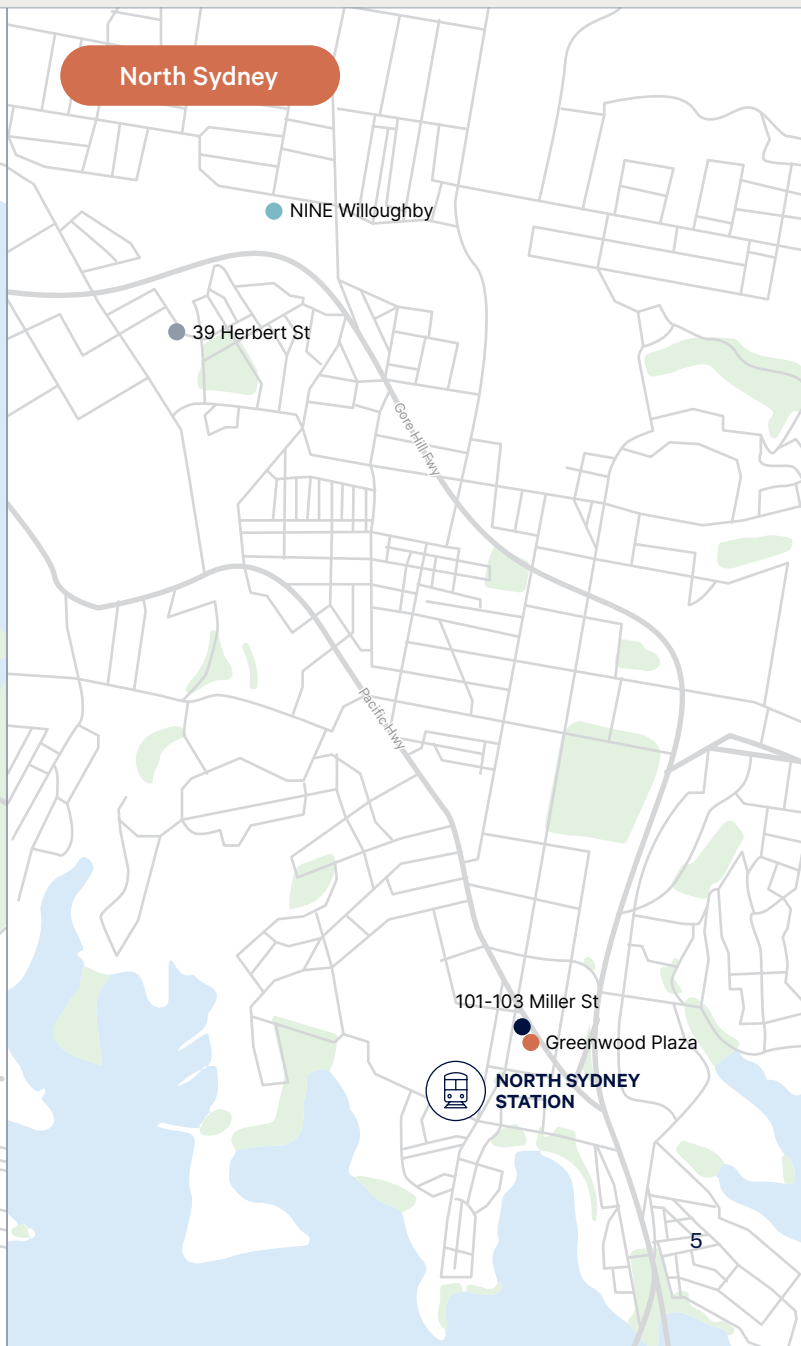 North Sydney
NINE Willoughby
39 Herbert St
Gore Hill Fwy
Pacific Hwy
101-103 Miller St
Greenwood Plaza
NORTH SYDNEY
STATION
5